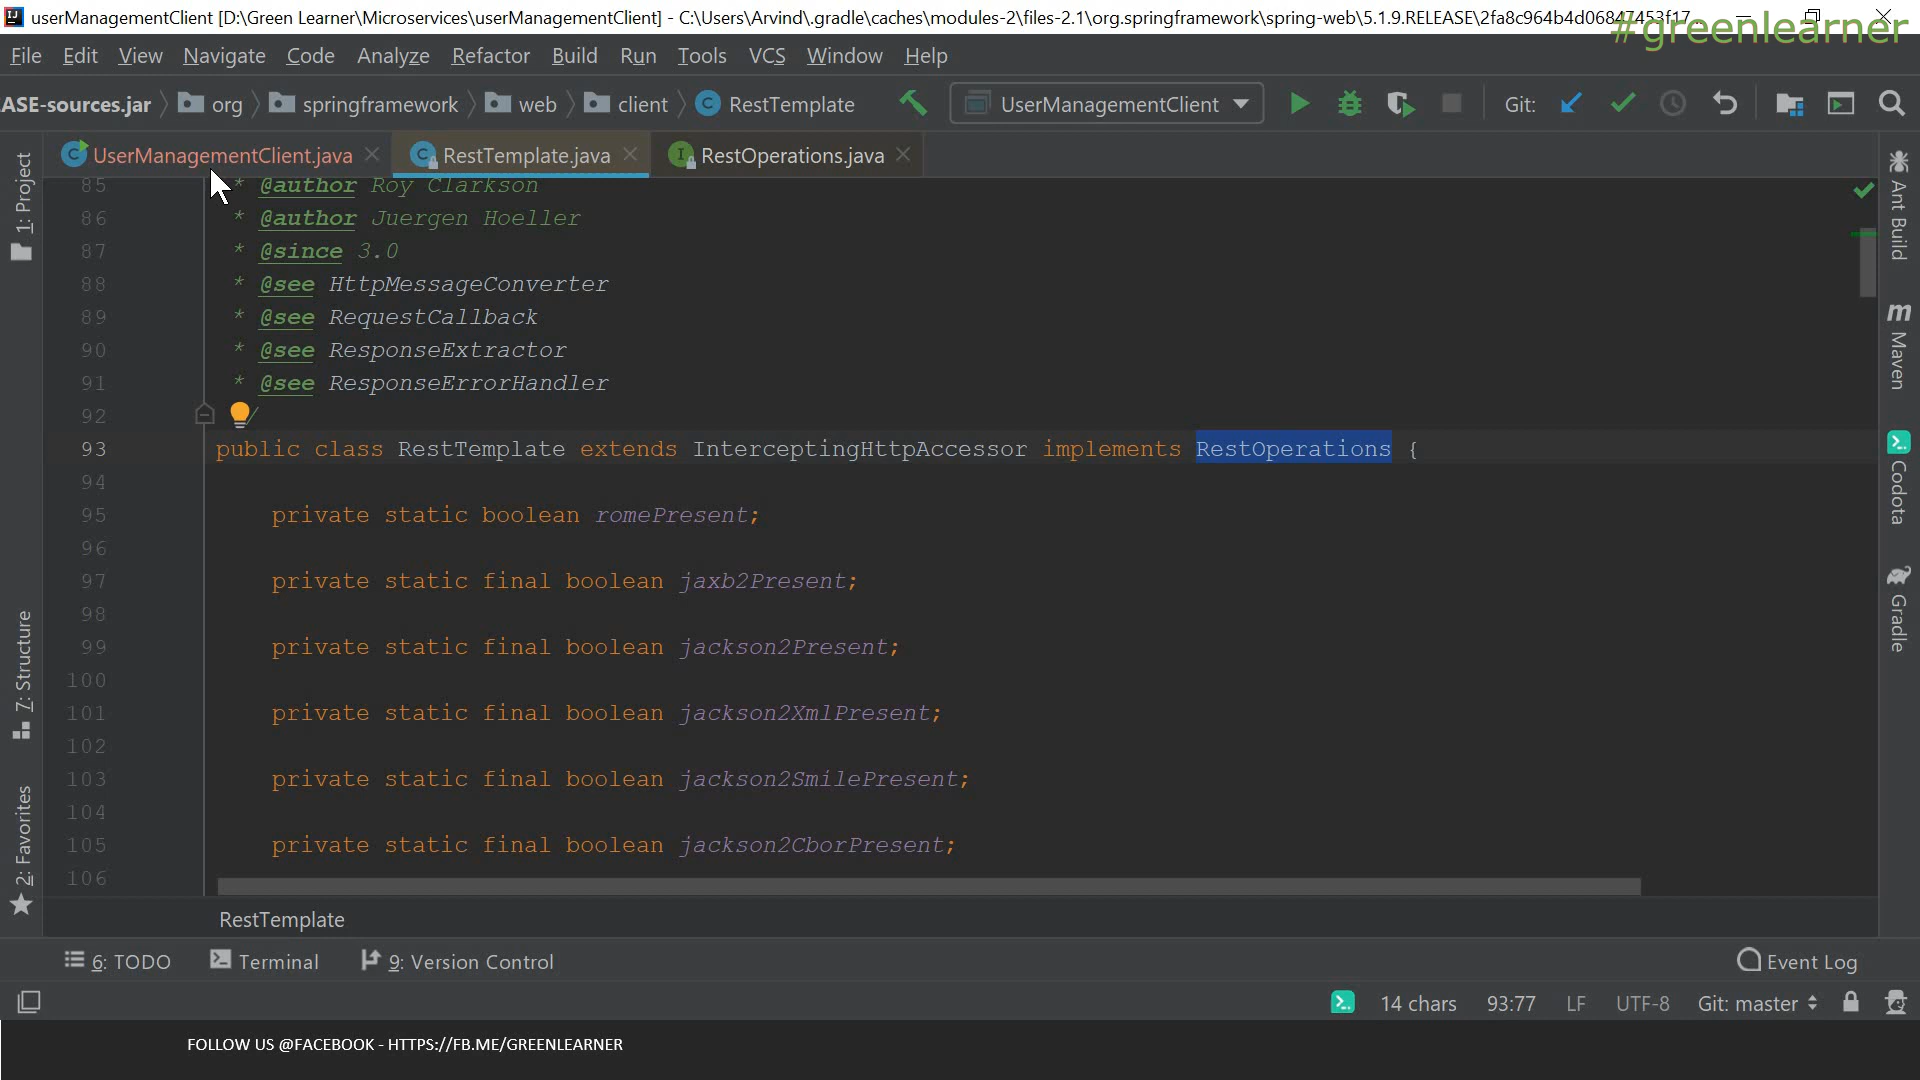 userManagementClient [D:\Green Learner\Microservices\userManagementClient] - C:\Users\Arvind\.gradle\caches\modules-2\files-2.1\org.springframework\spring-web\5.1.9.RELEASE\2fa8c964b4d06847453f17...
#greenlearner
File Edit View Navigate Code Analyze Refactor Build Run Tools VCS Window Help
ASE-sources.jar org springframework web client RestTemplate UserManagementClient Git:
UserManagementClient.java RestTemplate.java RestOperations.java
85 * @author Roy Clarkson
86 * @author Juergen Hoeller
87 * @since 3.0
88 * @see HttpMessageConverter
89 * @see RequestCallback
90 * @see ResponseExtractor
91 * @see ResponseErrorHandler
92 /
93 public class RestTemplate extends InterceptingHttpAccessor implements RestOperations {
94
95 private static boolean romePresent;
96
97 private static final boolean jaxb2Present;
98
99 private static final boolean jackson2Present;
100
101 private static final boolean jackson2XmlPresent;
102
103 private static final boolean jackson2SmilePresent;
104
105 private static final boolean jackson2CborPresent;
106
1: Project
7: Structure
2: Favorites
Ant Build
Maven
Codota
Gradle
RestTemplate
6: TODO Terminal 9: Version Control Event Log
14 chars 93:77 LF UTF-8 Git: master
FOLLOW US @FACEBOOK - HTTPS://FB.ME/GREENLEARNER